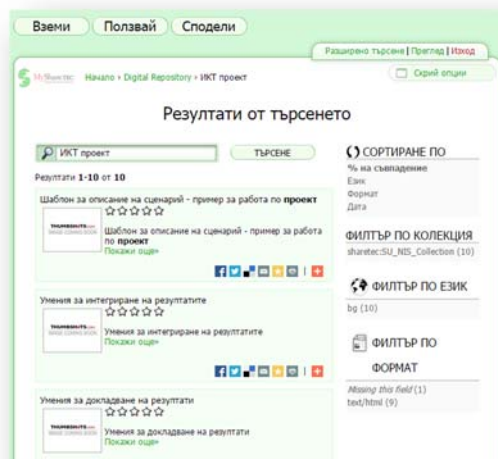 Вземи Ползвай Сподели
Разширено търсене | Преглед | Изход
MyShare.tec Начало › Digital Repository › ИКТ проект
Скрий опции
Резултати от търсенето
ИКТ проект ТЪРСЕНЕ
Резултати 1-10 от 10
Шаблон за описание на сценарий - пример за работа по проект
Шаблон за описание на сценарий - пример за работа
по проект
Покажи още»
Умения за интегриране на резултатите
Умения за интегриране на резултатите
Покажи още»
Умения за докладване на резултати
Умения за докладване на резултати
Покажи още»
СОРТИРАНЕ ПО
% на съвпадение
Език
Формат
Дата
ФИЛТЪР ПО КОЛЕКЦИЯ
sharetec:SU_NIS_Collection (10)
ФИЛТЪР ПО ЕЗИК
bg (10)
ФИЛТЪР ПО
ФОРМАТ
Missing this field (1)
text/html (9)